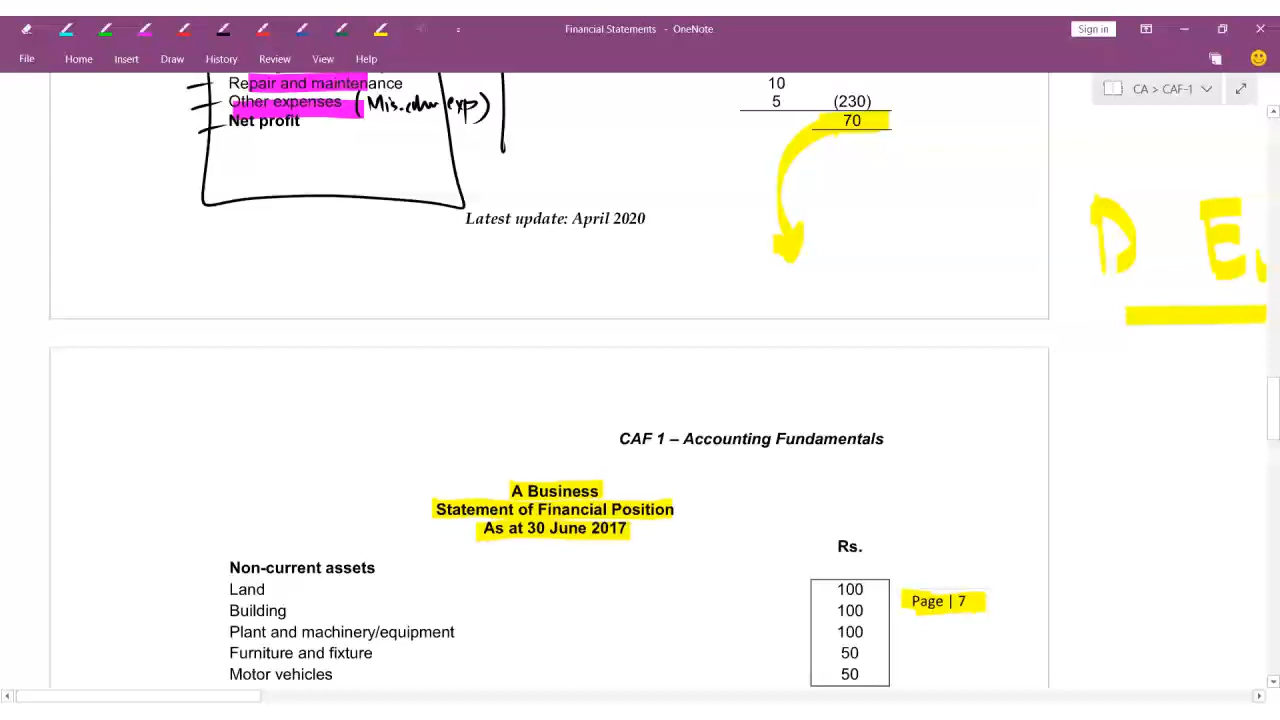 Financial Statements - OneNote
Sign in
File Home Insert Draw History Review View Help
CA > CAF-1
Repair and maintenance 10
Other expenses (Mis. exp) 5 (230)
Net profit 70
Latest update: April 2020
D E
CAF 1 – Accounting Fundamentals
A Business
Statement of Financial Position
As at 30 June 2017
Rs.
Non-current assets
Land 100
Page | 7
Building 100
Plant and machinery/equipment 100
Furniture and fixture 50
Motor vehicles 50